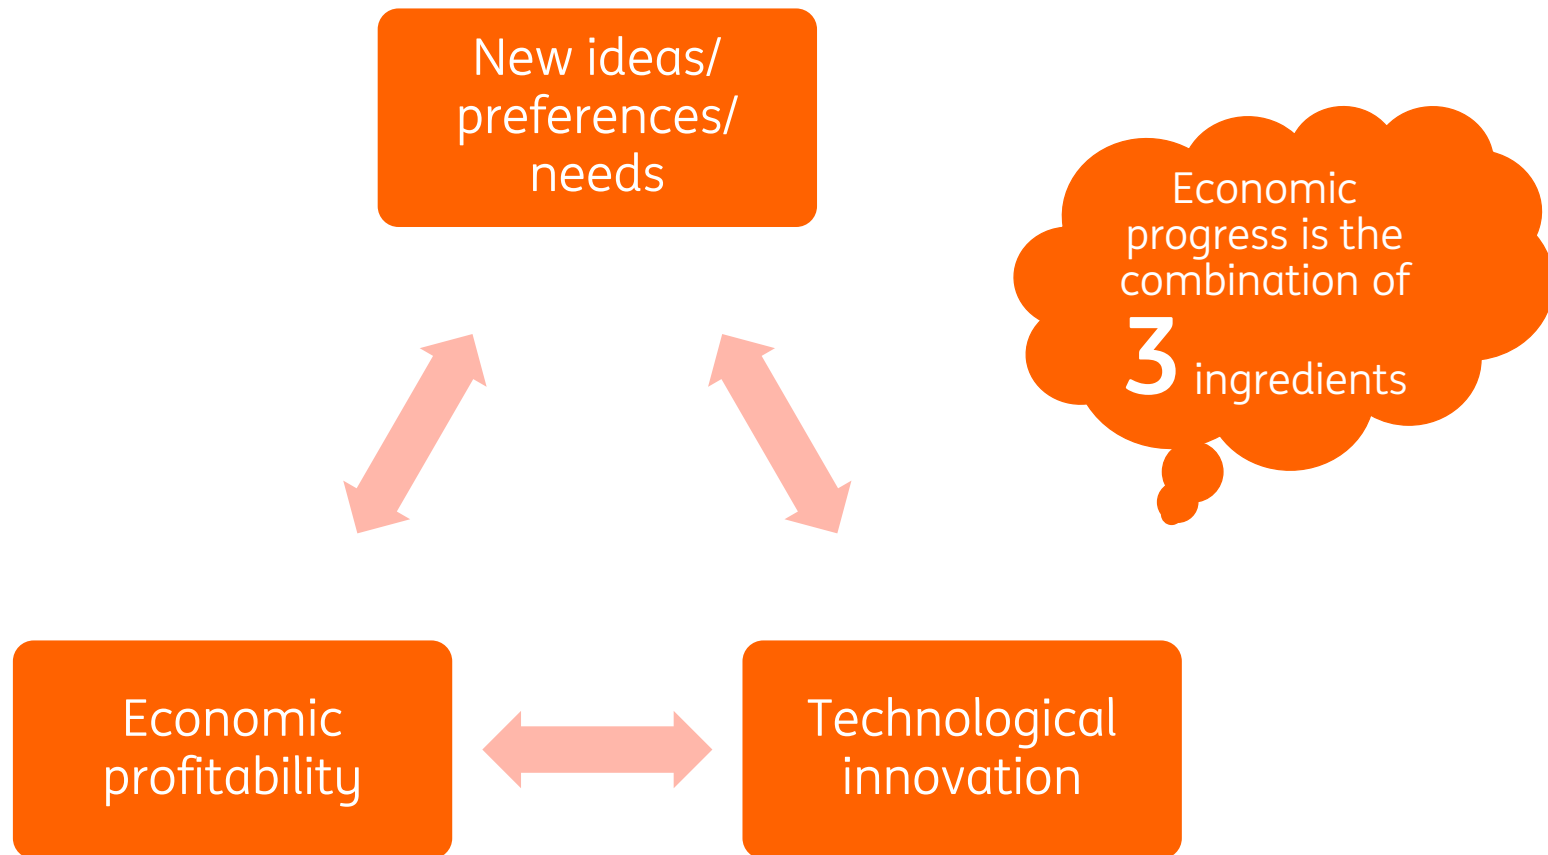 New ideas/
preferences/
needs
Economic
progress is the
combination of
3 ingredients
Economic
profitability
Technological
innovation